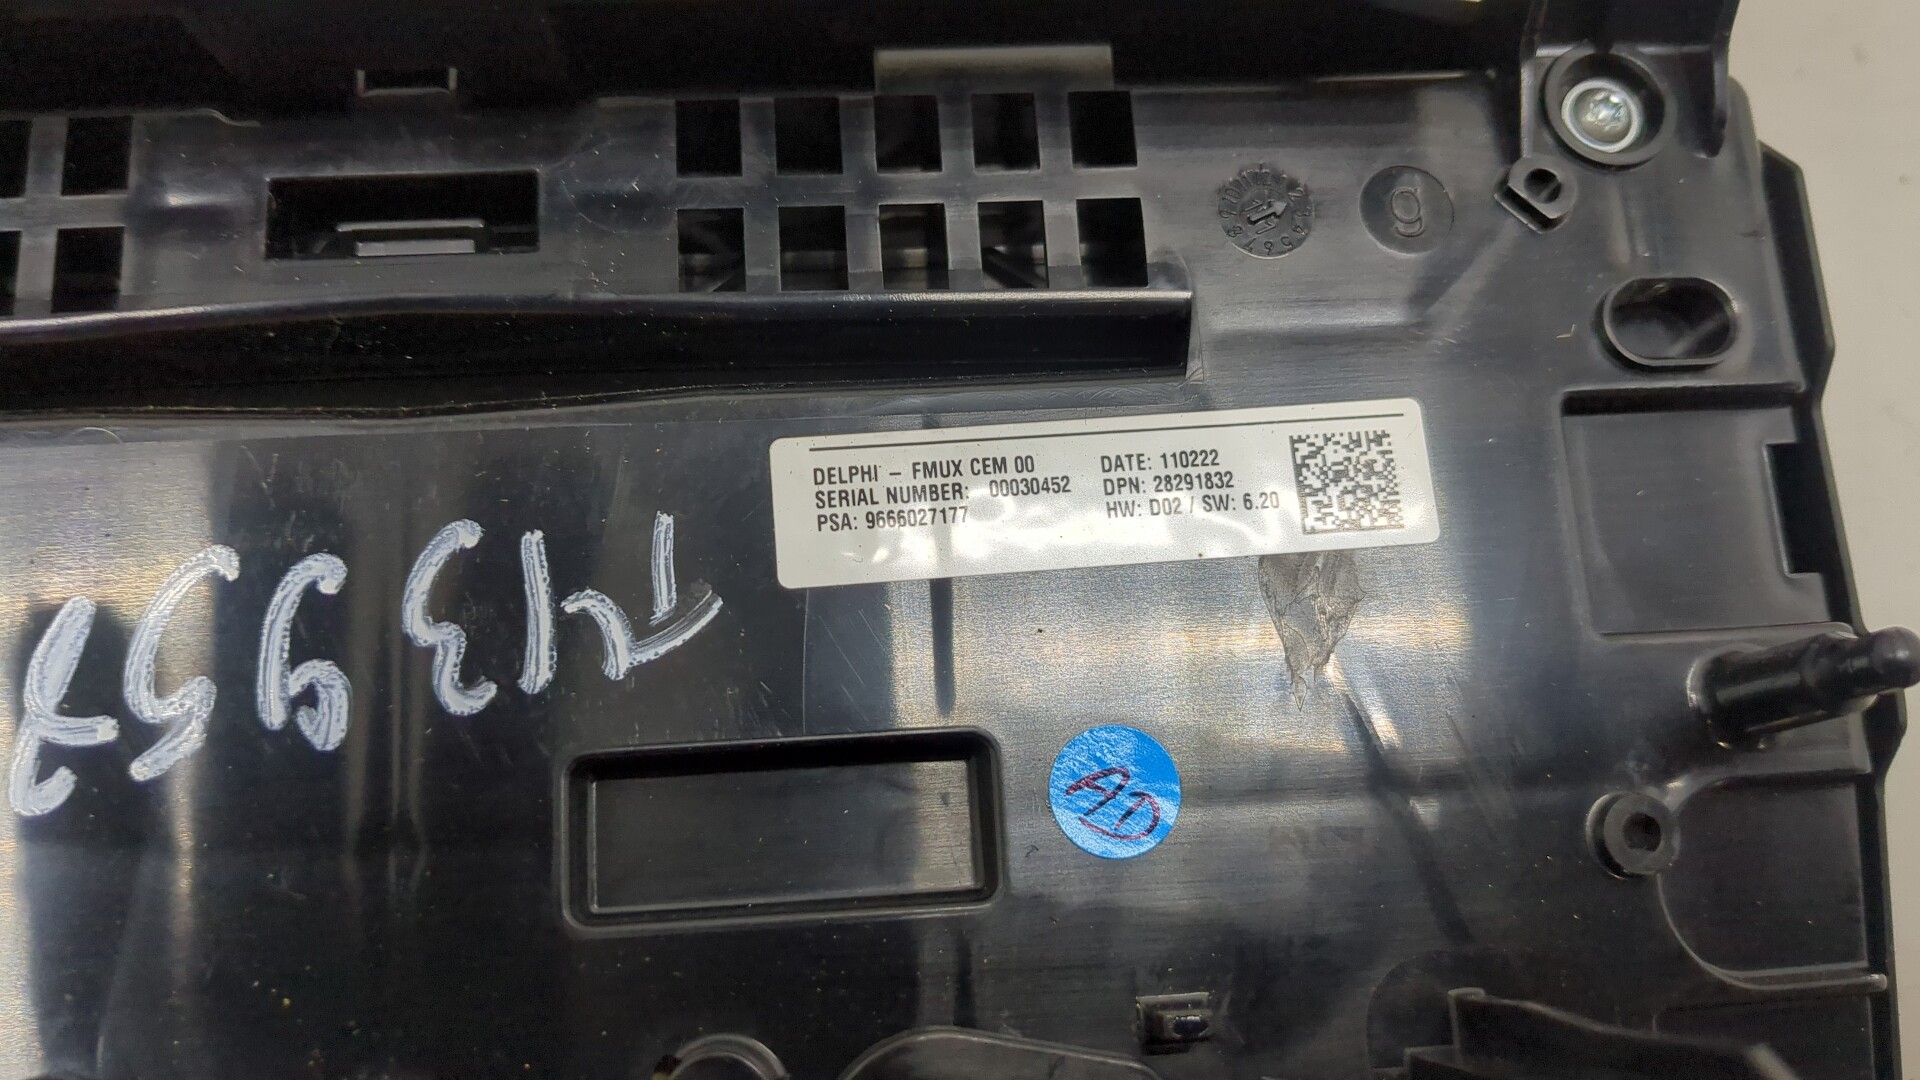 g
DELPHI - FMUX CEM 00 DATE: 110222
SERIAL NUMBER: 00030452 DPN: 28291832
PSA: 9666027177 HW: D02 / SW: 6.20
AD